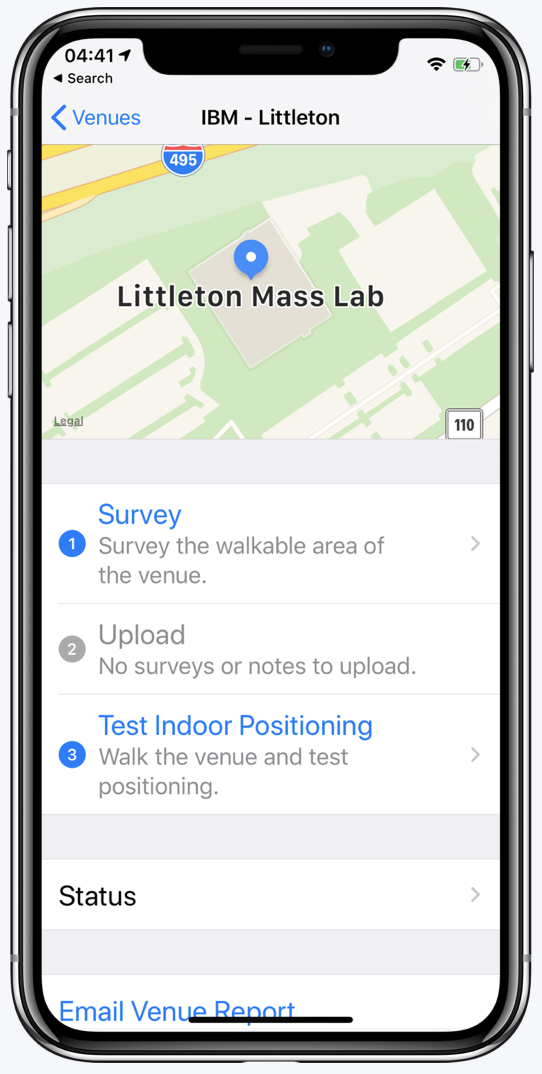 04:41
Search
Venues
IBM - Littleton
495
Littleton Mass Lab
Legal
110
1
Survey
Survey the walkable area of
the venue.
2
Upload
No surveys or notes to upload.
3
Test Indoor Positioning
Walk the venue and test
positioning.
Status
Email Venue Report